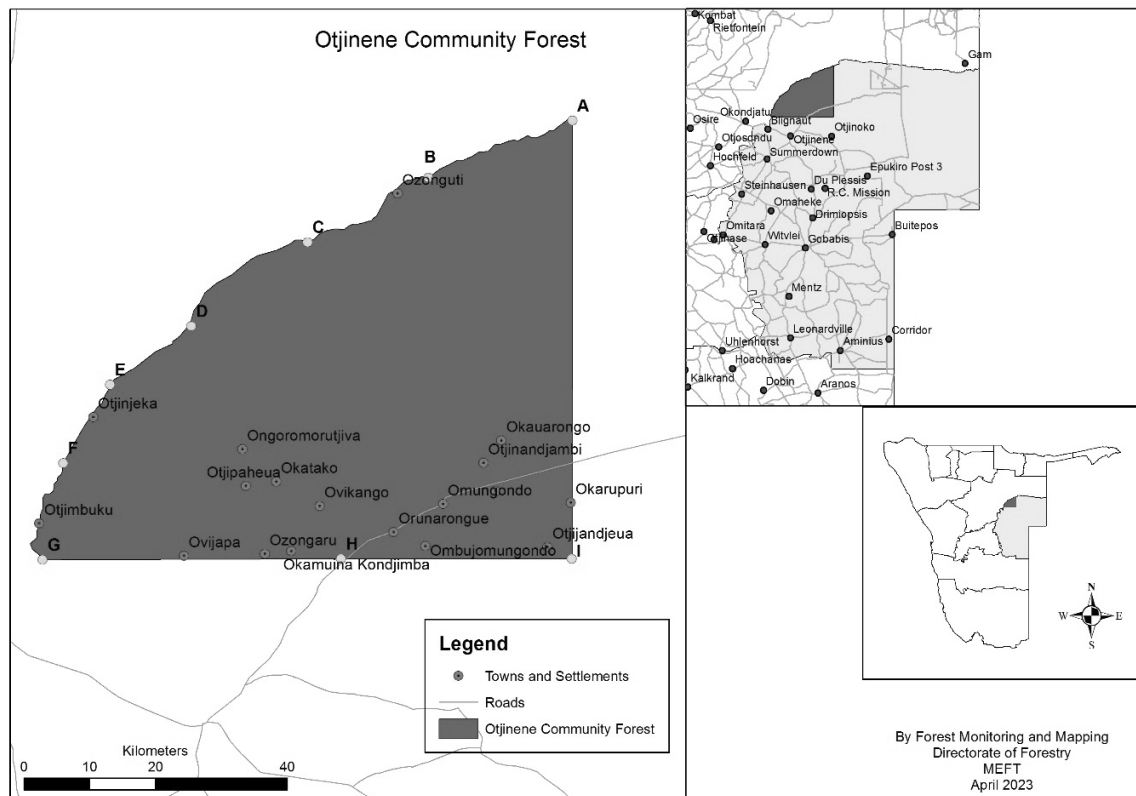 Otjinene Community Forest
A
B
Ozonguti
C
D
E
Otjinjeka
F
Okauarongo
Ongoromorutjiva
Otjinandjambi
Otjipaheua
Okatako
Ovikango
Omungondo
Okarupuri
Otjimbuku
Orunarongue
Otjijandjeua
G
Ovijapa
Ozongaru
H
Ombujomungondo
I
Okamuina Kondjimba
Legend
Towns and Settlements
Roads
Otjinene Community Forest
Kilometers
0 10 20 40
Kombat
Rietfontein
Gam
Okondjatu
Osire
Blignaut
Otjinoko
Otjosondu
Otjinene
Hochfeld
Summerdown
Epukiro Post 3
Steinhausen
Du Plessis
R.C. Mission
Omaheke
Drimiopsis
Omitara
Buitepos
Otjinase
Witvlei
Gobabis
Mentz
Leonardville
Corridor
Uhlenhorst
Aminius
Hoachanas
Kalkrand
Dobin
Aranos
N
W E
S
By Forest Monitoring and Mapping
Directorate of Forestry
MEFT
April 2023